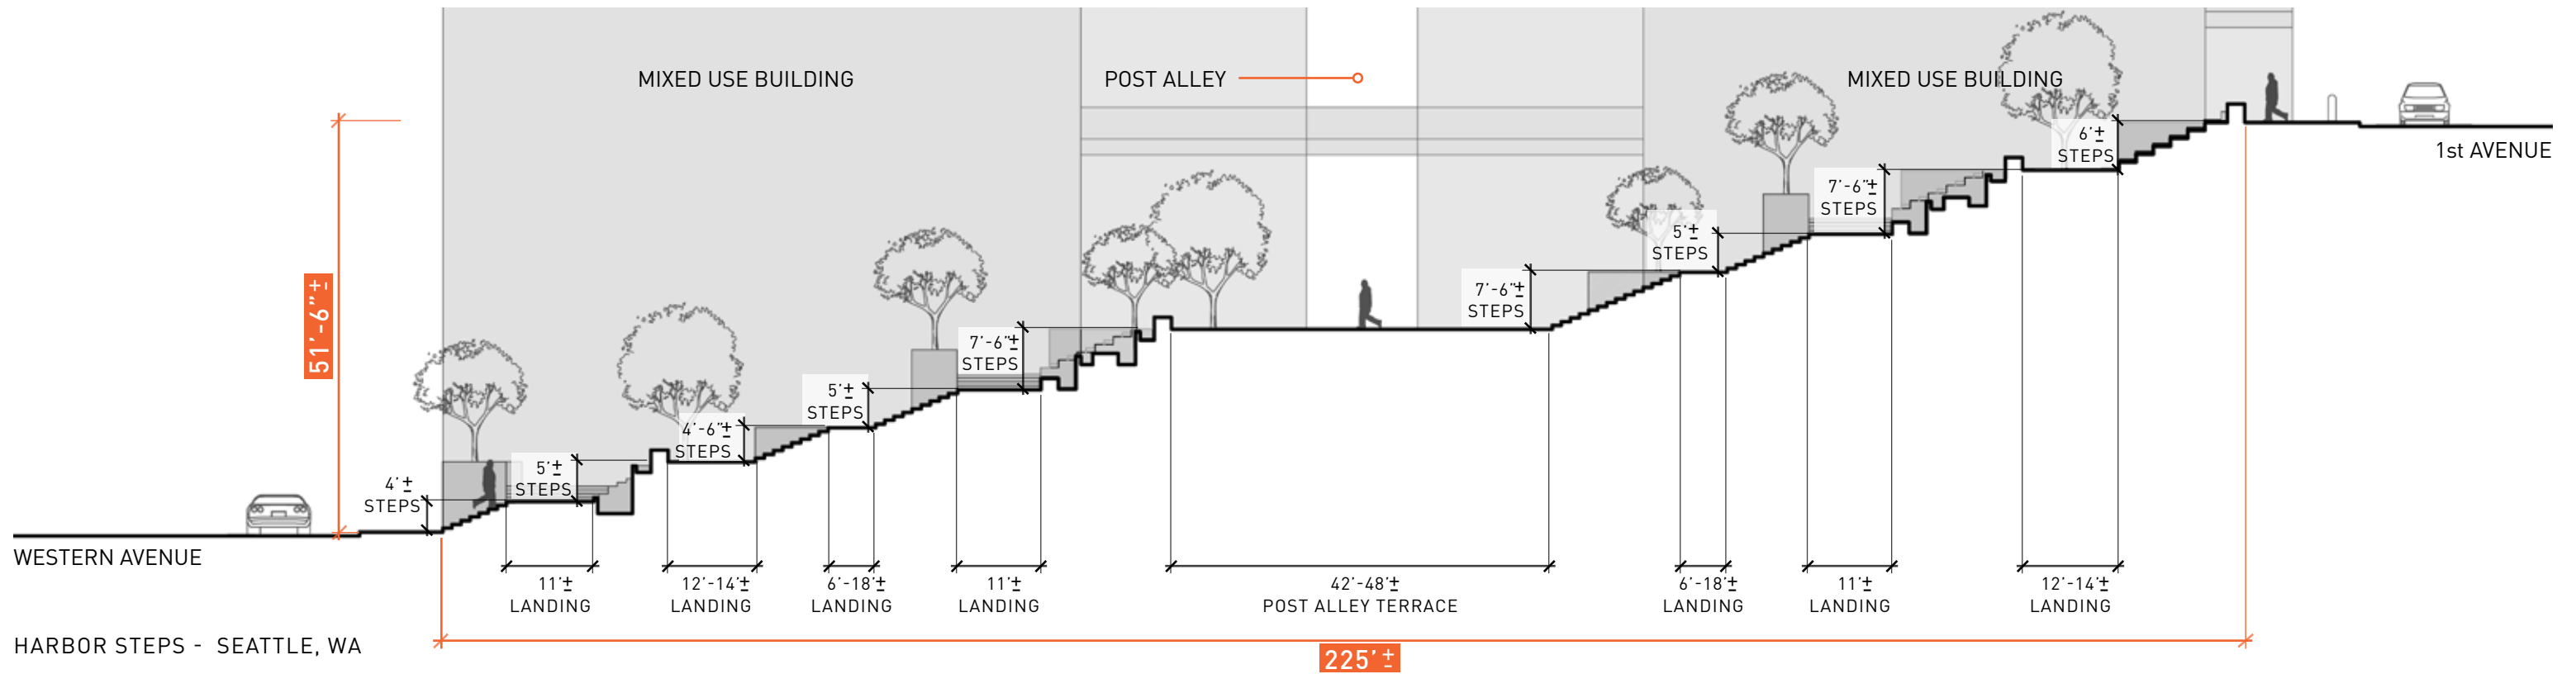 MIXED USE BUILDING
POST ALLEY
MIXED USE BUILDING
6'±
STEPS
1st AVENUE
7'-6"±
STEPS
5'±
STEPS
7'-6"±
STEPS
51'-6"±
7'-6"±
STEPS
5'±
STEPS
4'-6"±
STEPS
5'±
STEPS
4'±
STEPS
WESTERN AVENUE
11'±
LANDING
12'-14'±
LANDING
6'-18'±
LANDING
11'±
LANDING
42'-48'±
POST ALLEY TERRACE
6'-18'±
LANDING
11'±
LANDING
12'-14'±
LANDING
HARBOR STEPS - SEATTLE, WA
225'±